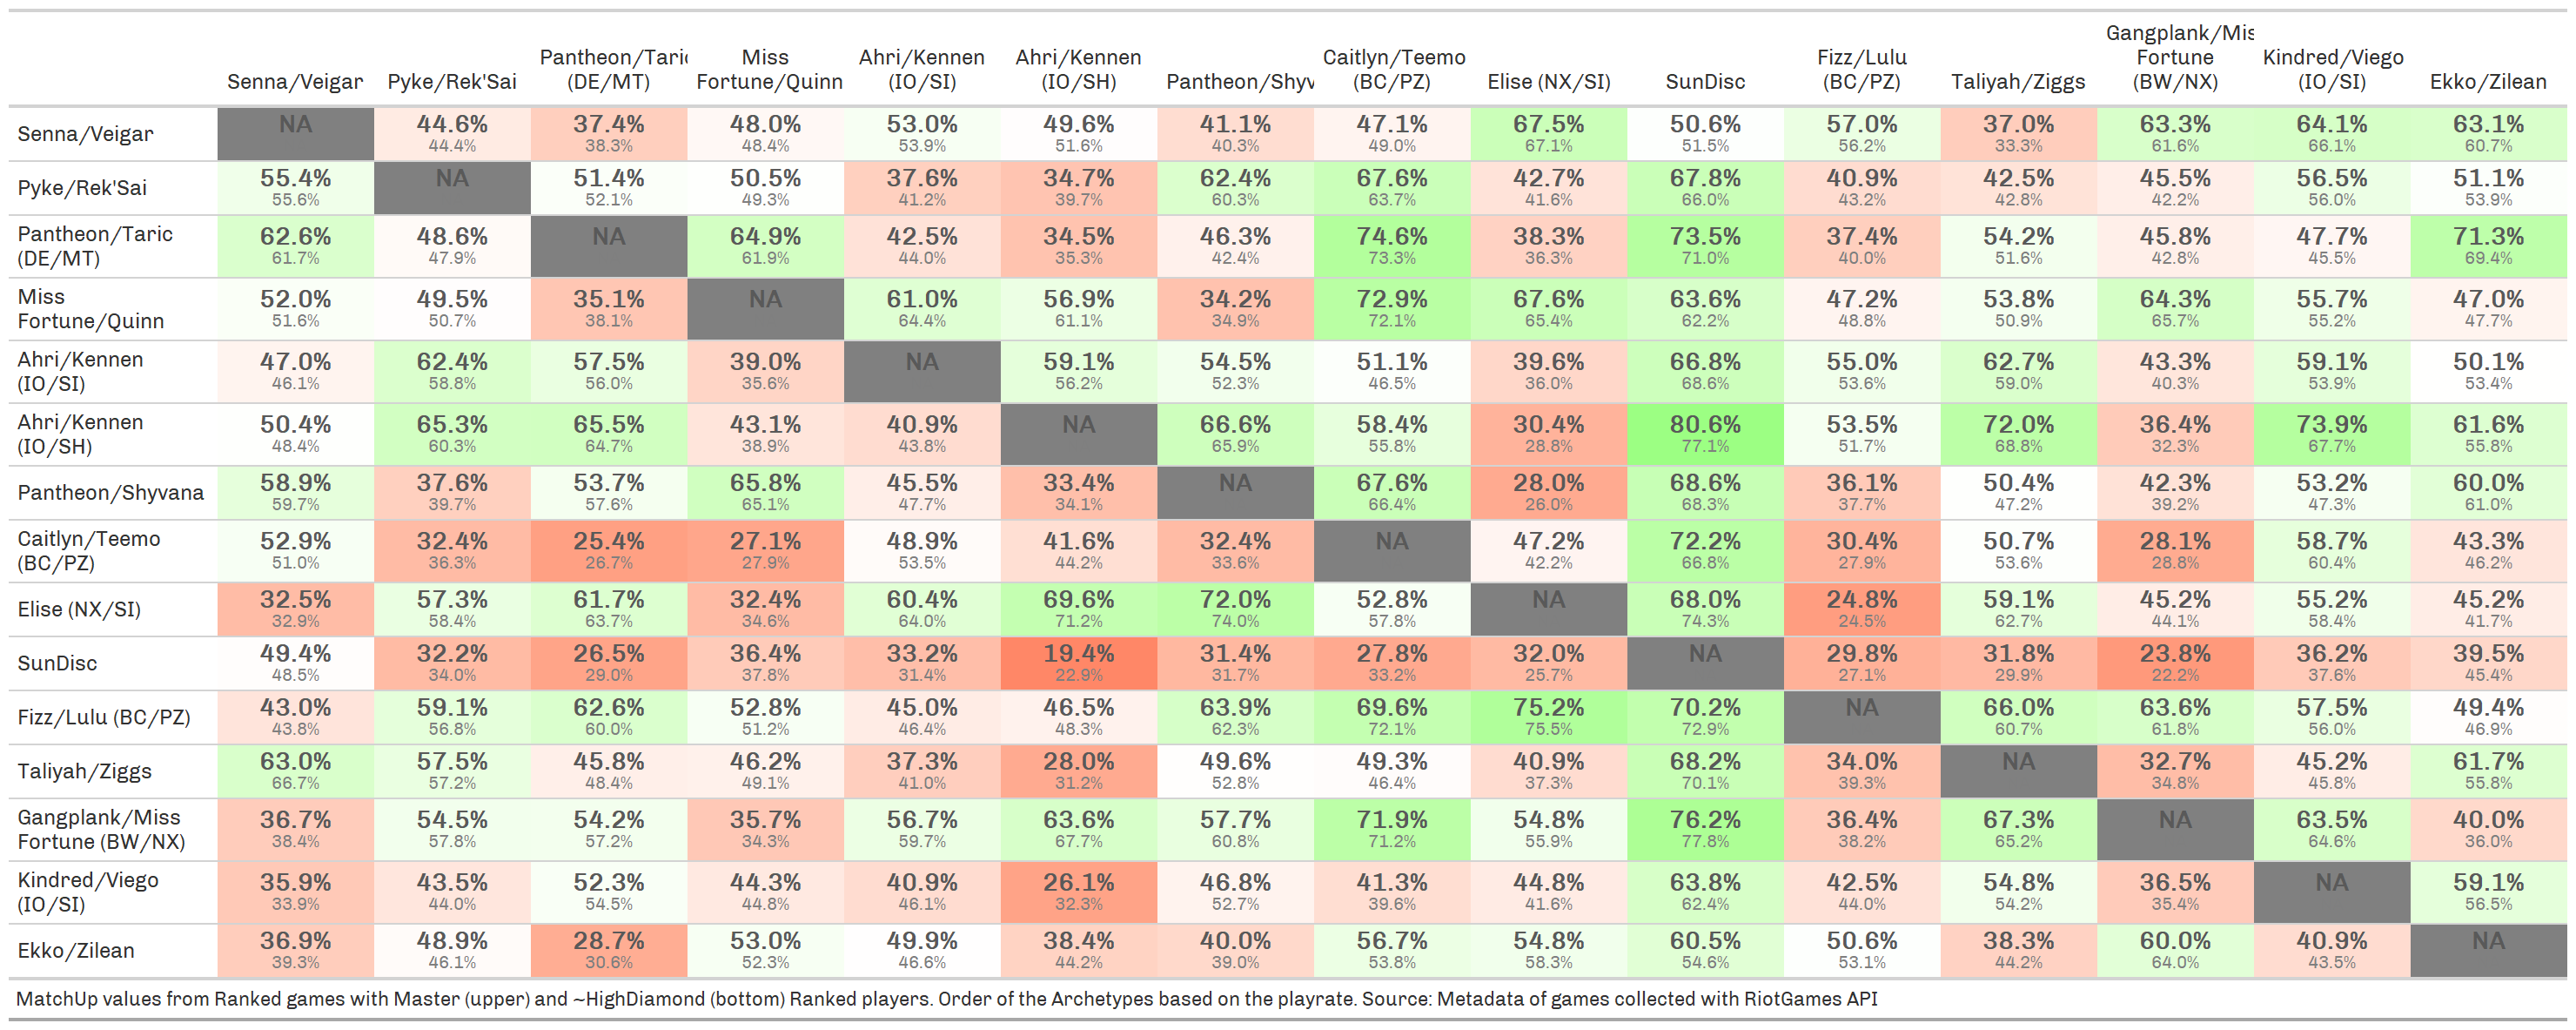 Senna/Veigar Pyke/Rek'Sai Pantheon/Taric (DE/MT) Miss Fortune/Quinn Ahri/Kennen (IO/SI) Ahri/Kennen (IO/SH) Pantheon/Shyv Caitlyn/Teemo (BC/PZ) Elise (NX/SI) SunDisc Fizz/Lulu (BC/PZ) Taliyah/Ziggs Gangplank/Mis Fortune (BW/NX) Kindred/Viego (IO/SI) Ekko/Zilean
Senna/Veigar NA 44.6% 37.4% 48.0% 53.0% 49.6% 41.1% 47.1% 67.5% 50.6% 57.0% 37.0% 63.3% 64.1% 63.1%
44.4% 38.3% 48.4% 53.9% 51.6% 40.3% 49.0% 67.1% 51.5% 56.2% 33.3% 61.6% 66.1% 60.7%
Pyke/Rek'Sai 55.4% NA 51.4% 50.5% 37.6% 34.7% 62.4% 67.6% 42.7% 67.8% 40.9% 42.5% 45.5% 56.5% 51.1%
55.6% 52.1% 49.3% 41.2% 39.7% 60.3% 63.7% 41.6% 66.0% 43.2% 42.8% 42.2% 56.0% 53.9%
Pantheon/Taric 62.6% 48.6% NA 64.9% 42.5% 34.5% 46.3% 74.6% 38.3% 73.5% 37.4% 54.2% 45.8% 47.7% 71.3%
(DE/MT) 61.7% 47.9% 61.9% 44.0% 35.3% 42.4% 73.3% 36.3% 71.0% 40.0% 51.6% 42.8% 45.5% 69.4%
Miss 52.0% 49.5% 35.1% NA 61.0% 56.9% 34.2% 72.9% 67.6% 63.6% 47.2% 53.8% 64.3% 55.7% 47.0%
Fortune/Quinn 51.6% 50.7% 38.1% 64.4% 61.1% 34.9% 72.1% 65.4% 62.2% 48.8% 50.9% 65.7% 55.2% 47.7%
Ahri/Kennen 47.0% 62.4% 57.5% 39.0% NA 59.1% 54.5% 51.1% 39.6% 66.8% 55.0% 62.7% 43.3% 59.1% 50.1%
(IO/SI) 46.1% 58.8% 56.0% 35.6% 56.2% 52.3% 46.5% 36.0% 68.6% 53.6% 59.0% 40.3% 53.9% 53.4%
Ahri/Kennen 50.4% 65.3% 65.5% 43.1% 40.9% NA 66.6% 58.4% 30.4% 80.6% 53.5% 72.0% 36.4% 73.9% 61.6%
(IO/SH) 48.4% 60.3% 64.7% 38.9% 43.8% 65.9% 55.8% 28.8% 77.1% 51.7% 68.8% 32.3% 67.7% 55.8%
Pantheon/Shyvana 58.9% 37.6% 53.7% 65.8% 45.5% 33.4% NA 67.6% 28.0% 68.6% 36.1% 50.4% 42.3% 53.2% 60.0%
59.7% 39.7% 57.6% 65.1% 47.7% 34.1% 66.4% 26.0% 68.3% 37.7% 47.2% 39.2% 47.3% 61.0%
Caitlyn/Teemo 52.9% 32.4% 25.4% 27.1% 48.9% 41.6% 32.4% NA 47.2% 72.2% 30.4% 50.7% 28.1% 58.7% 43.3%
(BC/PZ) 51.0% 36.3% 26.7% 27.9% 53.5% 44.2% 33.6% 42.2% 66.8% 27.9% 53.6% 28.8% 60.4% 46.2%
Elise (NX/SI) 32.5% 57.3% 61.7% 32.4% 60.4% 69.6% 72.0% 52.8% NA 68.0% 24.8% 59.1% 45.2% 55.2% 45.2%
32.9% 58.4% 63.7% 34.6% 64.0% 71.2% 74.0% 57.8% 74.3% 24.5% 62.7% 44.1% 58.4% 41.7%
SunDisc 49.4% 32.2% 26.5% 36.4% 33.2% 19.4% 31.4% 27.8% 32.0% NA 29.8% 31.8% 23.8% 36.2% 39.5%
48.5% 34.0% 29.0% 37.8% 31.4% 22.9% 31.7% 33.2% 25.7% 27.1% 29.9% 22.2% 37.6% 45.4%
Fizz/Lulu (BC/PZ) 43.0% 59.1% 62.6% 52.8% 45.0% 46.5% 63.9% 69.6% 75.2% 70.2% NA 66.0% 63.6% 57.5% 49.4%
43.8% 56.8% 60.0% 51.2% 46.4% 48.3% 62.3% 72.1% 75.5% 72.9% 60.7% 61.8% 56.0% 46.9%
Taliyah/Ziggs 63.0% 57.5% 45.8% 46.2% 37.3% 28.0% 49.6% 49.3% 40.9% 68.2% 34.0% NA 32.7% 45.2% 61.7%
66.7% 57.2% 48.4% 49.1% 41.0% 31.2% 52.8% 46.4% 37.3% 70.1% 39.3% 34.8% 45.8% 55.8%
Gangplank/Miss 36.7% 54.5% 54.2% 35.7% 56.7% 63.6% 57.7% 71.9% 54.8% 76.2% 36.4% 67.3% NA 63.5% 40.0%
Fortune (BW/NX) 38.4% 57.8% 57.2% 34.3% 59.7% 67.7% 60.8% 71.2% 55.9% 77.8% 38.2% 65.2% 64.6% 36.0%
Kindred/Viego 35.9% 43.5% 52.3% 44.3% 40.9% 26.1% 46.8% 41.3% 44.8% 63.8% 42.5% 54.8% 36.5% NA 59.1%
(IO/SI) 33.9% 44.0% 54.5% 44.8% 46.1% 32.3% 52.7% 39.6% 41.6% 62.4% 44.0% 54.2% 35.4% 56.5%
Ekko/Zilean 36.9% 48.9% 28.7% 53.0% 49.9% 38.4% 40.0% 56.7% 54.8% 60.5% 50.6% 38.3% 60.0% 40.9% NA
39.3% 46.1% 30.6% 52.3% 46.6% 44.2% 39.0% 53.8% 58.3% 54.6% 53.1% 44.2% 64.0% 43.5%
MatchUp values from Ranked games with Master (upper) and ~HighDiamond (bottom) Ranked players. Order of the Archetypes based on the playrate. Source: Metadata of games collected with RiotGames API